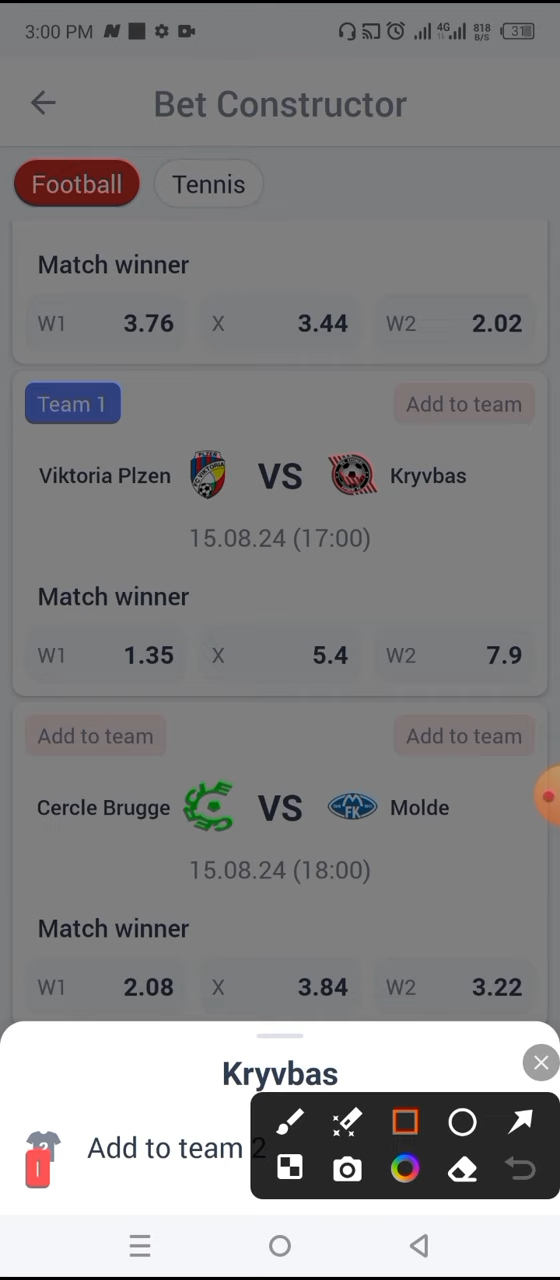 3:00 PM 4G 818 B/S 31
Bet Constructor
Football Tennis
Match winner
W1 3.76 X 3.44 W2 2.02
Team 1 Add to team
Viktoria Plzen VS Kryvbas
15.08.24 (17:00)
Match winner
W1 1.35 X 5.4 W2 7.9
Add to team Add to team
Cercle Brugge VS Molde
15.08.24 (18:00)
Match winner
W1 2.08 X 3.84 W2 3.22
Kryvbas
Add to team 2